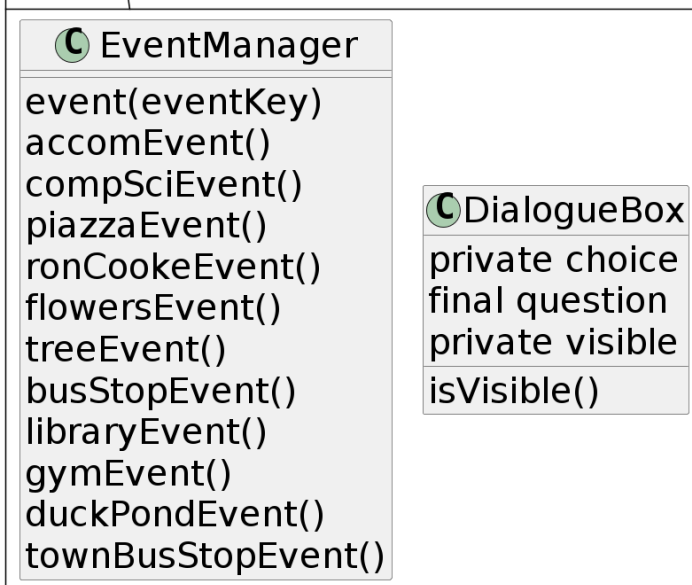 C EventManager
event(eventKey)
accomEvent()
compSciEvent()
piazzaEvent()
ronCookeEvent()
flowersEvent()
treeEvent()
busStopEvent()
libraryEvent()
gymEvent()
duckPondEvent()
townBusStopEvent()
C DialogueBox
private choice
final question
private visible
isVisible()